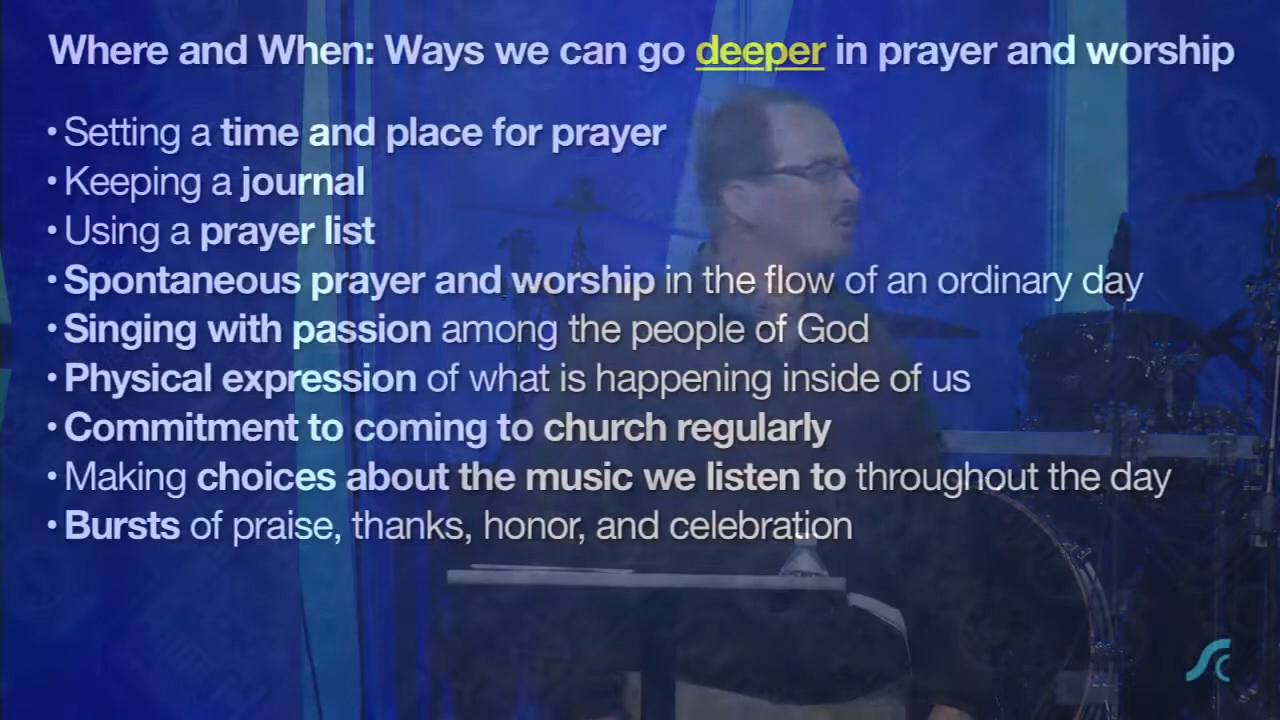 Where and When: Ways we can go deeper in prayer and worship
• Setting a time and place for prayer
• Keeping a journal
• Using a prayer list
• Spontaneous prayer and worship in the flow of an ordinary day
• Singing with passion among the people of God
• Physical expression of what is happening inside of us
• Commitment to coming to church regularly
• Making choices about the music we listen to throughout the day
• Bursts of praise, thanks, honor, and celebration